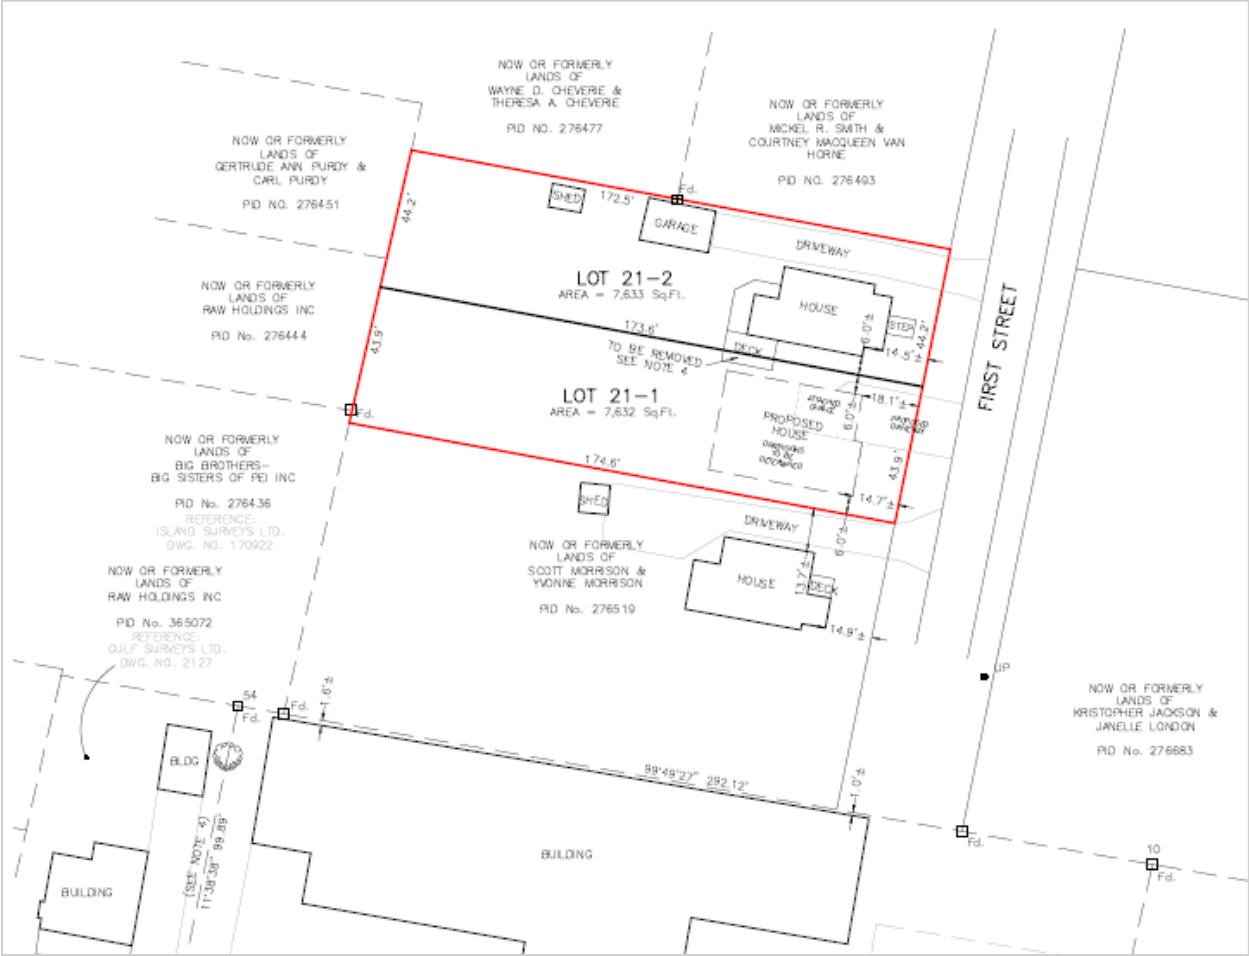 NOW OR FORMERLY
LANDS OF
WAYNE D. CHEVERIE &
THERESA A. CHEVERIE
PID NO. 276477
NOW OR FORMERLY
LANDS OF
MICKEL R. SMITH &
COURTNEY MACQUEEN VAN
HORNE
PID NO. 276493
NOW OR FORMERLY
LANDS OF
GERTRUDE ANN PURDY &
CARL PURDY
PID NO. 276451
Fd.
SHED
172.5'
GARAGE
44.2'
DRIVEWAY
LOT 21-2
AREA = 7,633 Sq.Ft.
NOW OR FORMERLY
LANDS OF
RAW HOLDINGS INC
PID No. 276444
HOUSE
6.0'±
STEP
44.2'
14.5'±
FIRST STREET
43.9'
173.6'
DECK
TO BE REMOVED
SEE NOTE 4
LOT 21-1
AREA = 7,632 Sq.Ft.
Fd.
18.1'±
6.0'±
PROPOSED
HOUSE
DIMENSIONS
TO BE
DETERMINED
43.9'
174.6'
14.7'±
NOW OR FORMERLY
LANDS OF
BIG BROTHERS-
BIG SISTERS OF PEI INC
PID No. 276436
REFERENCE:
ISLAND SURVEYS LTD.
DWG. NO. 170922
SHED
DRIVEWAY
6.0'±
NOW OR FORMERLY
LANDS OF
SCOTT MORRISON &
YVONNE MORRISON
PID No. 276519
HOUSE
13.7'±
DECK
14.9'±
NOW OR FORMERLY
LANDS OF
RAW HOLDINGS INC
PID No. 365072
REFERENCE:
GULF SURVEYS LTD.
DWG. NO. 2127
UP
NOW OR FORMERLY
LANDS OF
KRISTOPHER JACKSON &
JANELLE LONDON
PID No. 276683
54
Fd.
Fd.
1.6'±
BLDG
99°49'27" 292.12'
1.0'±
Fd.
10
Fd.
(SEE NOTE 4)
11°38'38" 99.89'
BUILDING
BUILDING